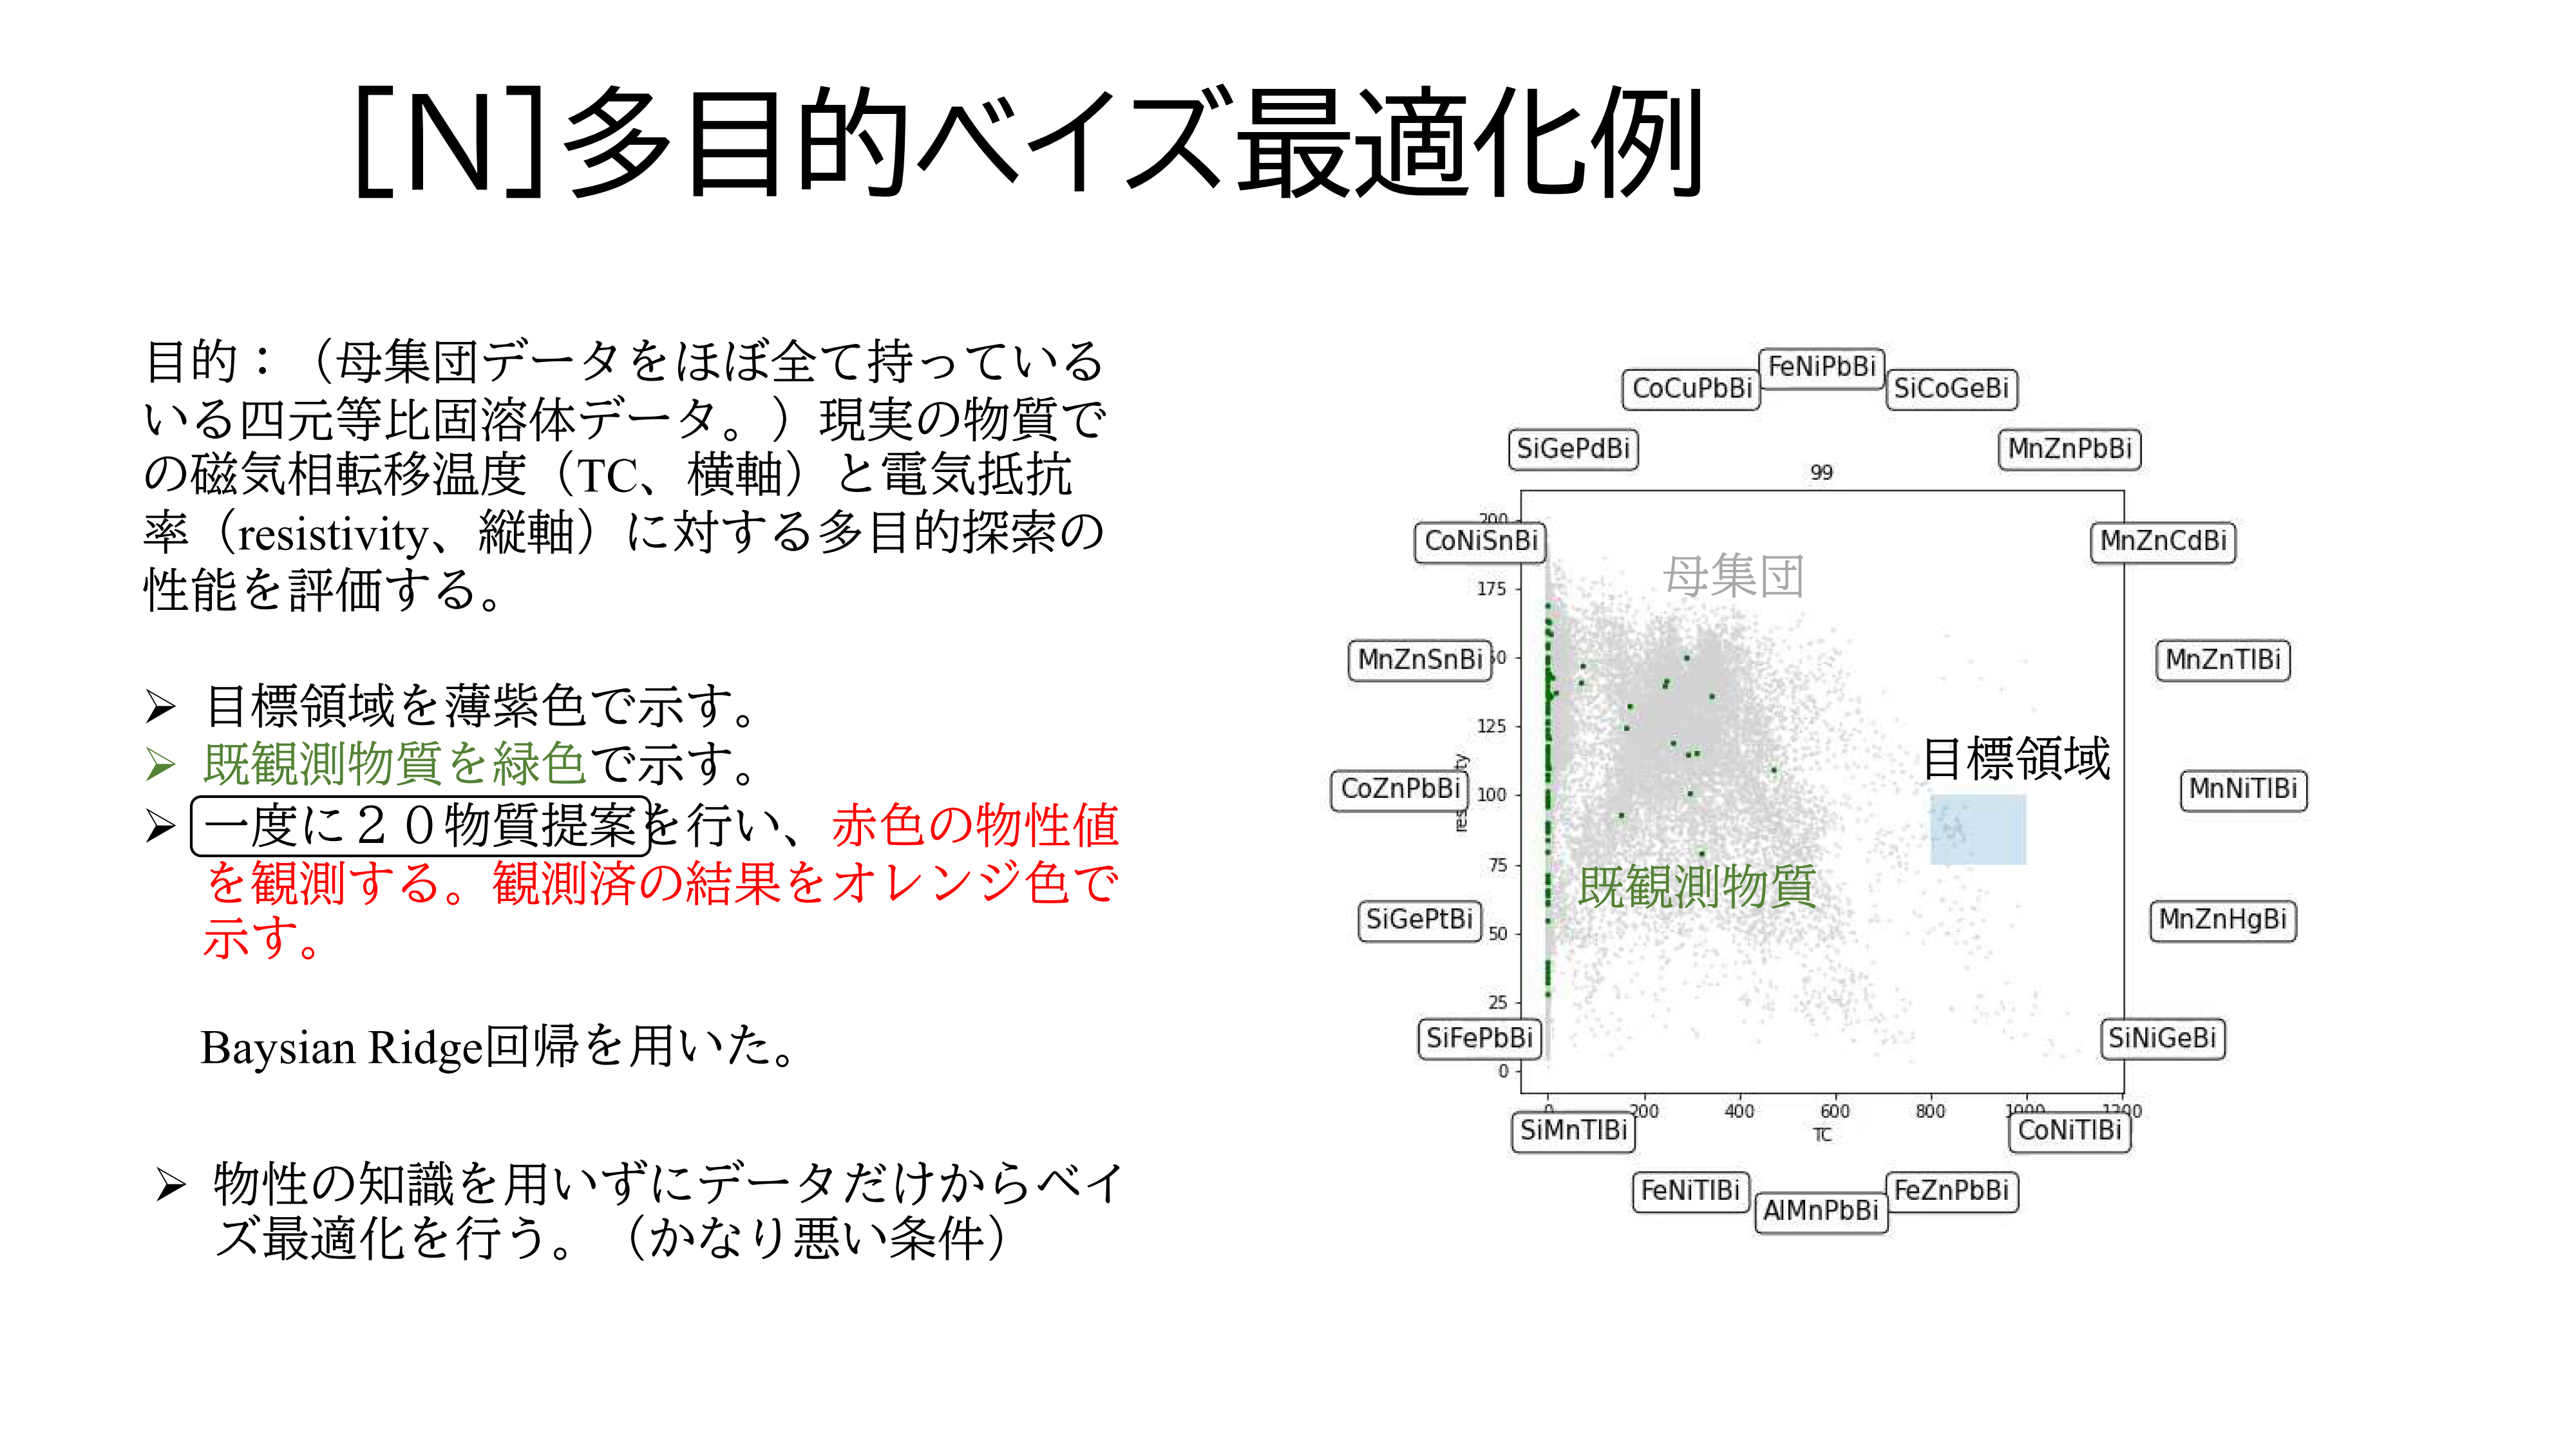 [N]多目的ベイズ最適化例
目的：（母集団データをほぼ全て持っている
いる四元等比固溶体データ。）現実の物質で
の磁気相転移温度（TC、横軸）と電気抵抗
率（resistivity、縦軸）に対する多目的探索の
性能を評価する。
➢ 目標領域を薄紫色で示す。
➢ 既観測物質を緑色で示す。
➢ 一度に２０物質提案を行い、赤色の物性値
を観測する。観測済の結果をオレンジ色で
示す。
Baysian Ridge回帰を用いた。
➢ 物性の知識を用いずにデータだけからベイ
ズ最適化を行う。（かなり悪い条件）
FeNiPbBi
CoCuPbBi
SiCoGeBi
SiGePdBi
MnZnPbBi
99
200
CoNiSnBi
MnZnCdBi
母集団
175
MnZnSnBi
50
MnZnTlBi
125
目標領域
CoZnPbBi
100
MnNiTlBi
75
既観測物質
SiGePtBi
50
MnZnHgBi
25
SiFePbBi
SiNiGeBi
0
0 200 400 600 800 1000 1200
SiMnTlBi
TC
CoNiTlBi
FeNiTlBi
FeZnPbBi
AlMnPbBi